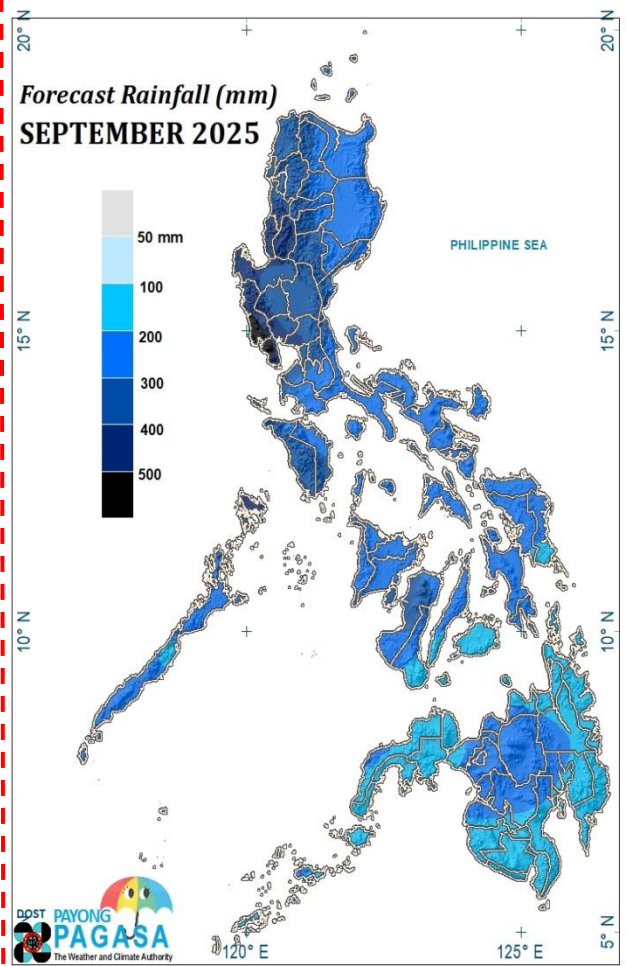 20° N
20° N
Forecast Rainfall (mm)
SEPTEMBER 2025
50 mm
100
200
300
400
500
PHILIPPINE SEA
15° N
15° N
10° N
10° N
5° N
120° E
125° E
DOST
PAYONG
PAGASA
The Weather and Climate Authority